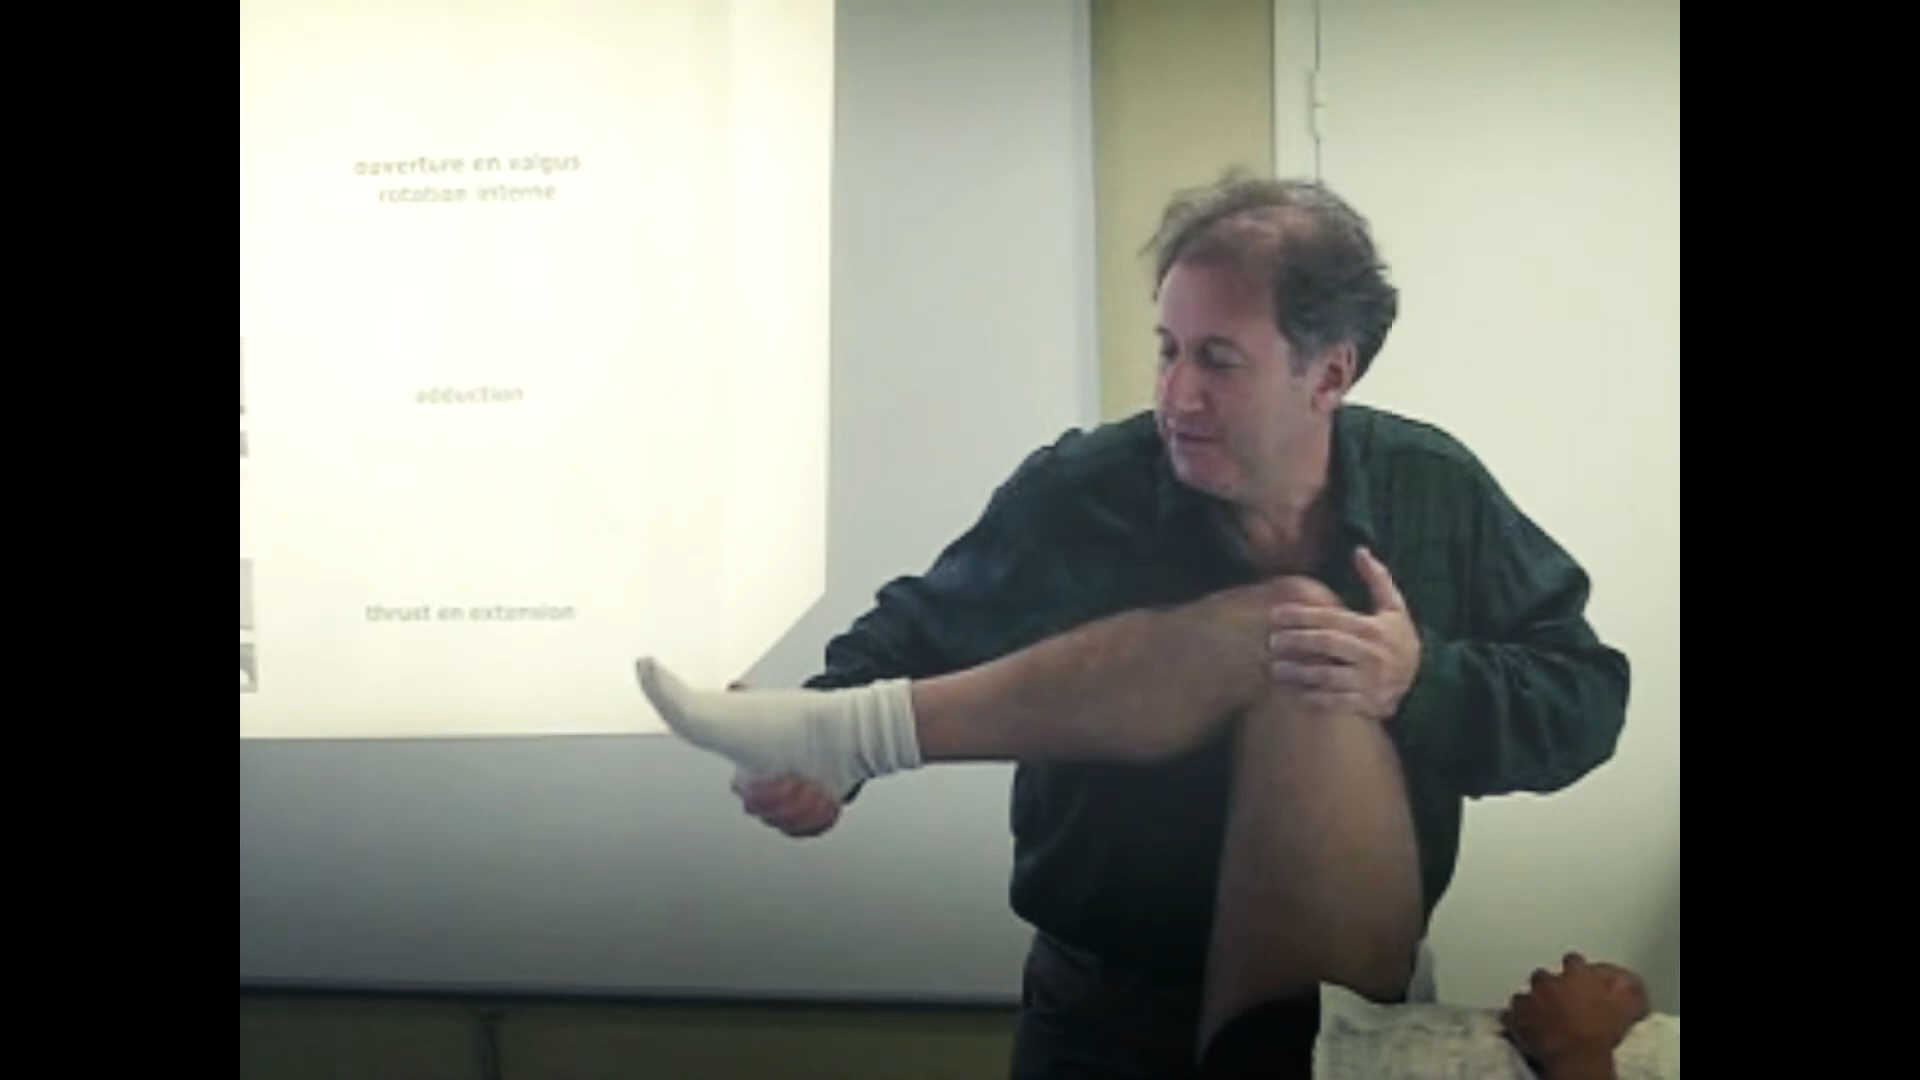 ouverture en valgus
rotation interne
adduction
thrust en extension